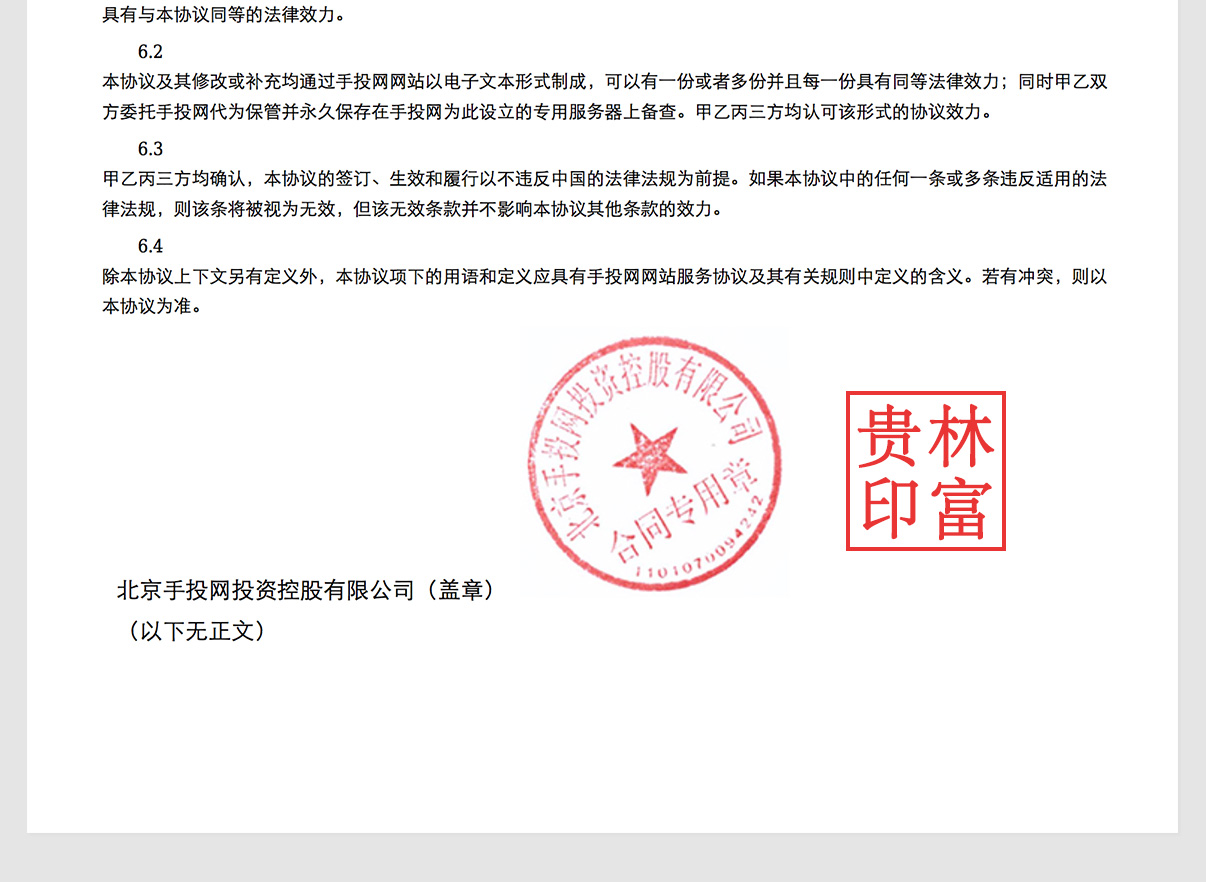 具有与本协议同等的法律效力。
6.2
本协议及其修改或补充均通过手投网网站以电子文本形式制成，可以有一份或者多份并且每一份具有同等法律效力；同时甲乙双
方委托手投网代为保管并永久保存在手投网为此设立的专用服务器上备查。甲乙丙三方均认可该形式的协议效力。
6.3
甲乙丙三方均确认，本协议的签订、生效和履行以不违反中国的法律法规为前提。如果本协议中的任何一条或多条违反适用的法
律法规，则该条将被视为无效，但该无效条款并不影响本协议其他条款的效力。
6.4
除本协议上下文另有定义外，本协议项下的用语和定义应具有手投网网站服务协议及其有关规则中定义的含义。若有冲突，则以
本协议为准。
北京手投网投资控股有限公司
合同专用章
1101070094242
林富
贵印
北京手投网投资控股有限公司（盖章）
（以下无正文）